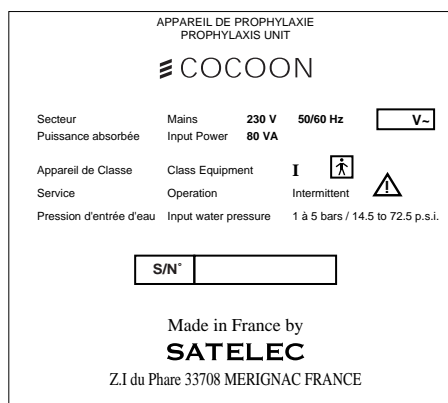 APPAREIL DE PROPHYLAXIE
PROPHYLAXIS UNIT
COCOON
Secteur Mains 230 V 50/60 Hz V~
Puissance absorbée Input Power 80 VA
Appareil de Classe Class Equipment I
Service Operation Intermittent
Pression d'entrée d'eau Input water pressure 1 à 5 bars / 14.5 to 72.5 p.s.i.
S/N°
Made in France by
SATELEC
Z.I du Phare 33708 MERIGNAC FRANCE